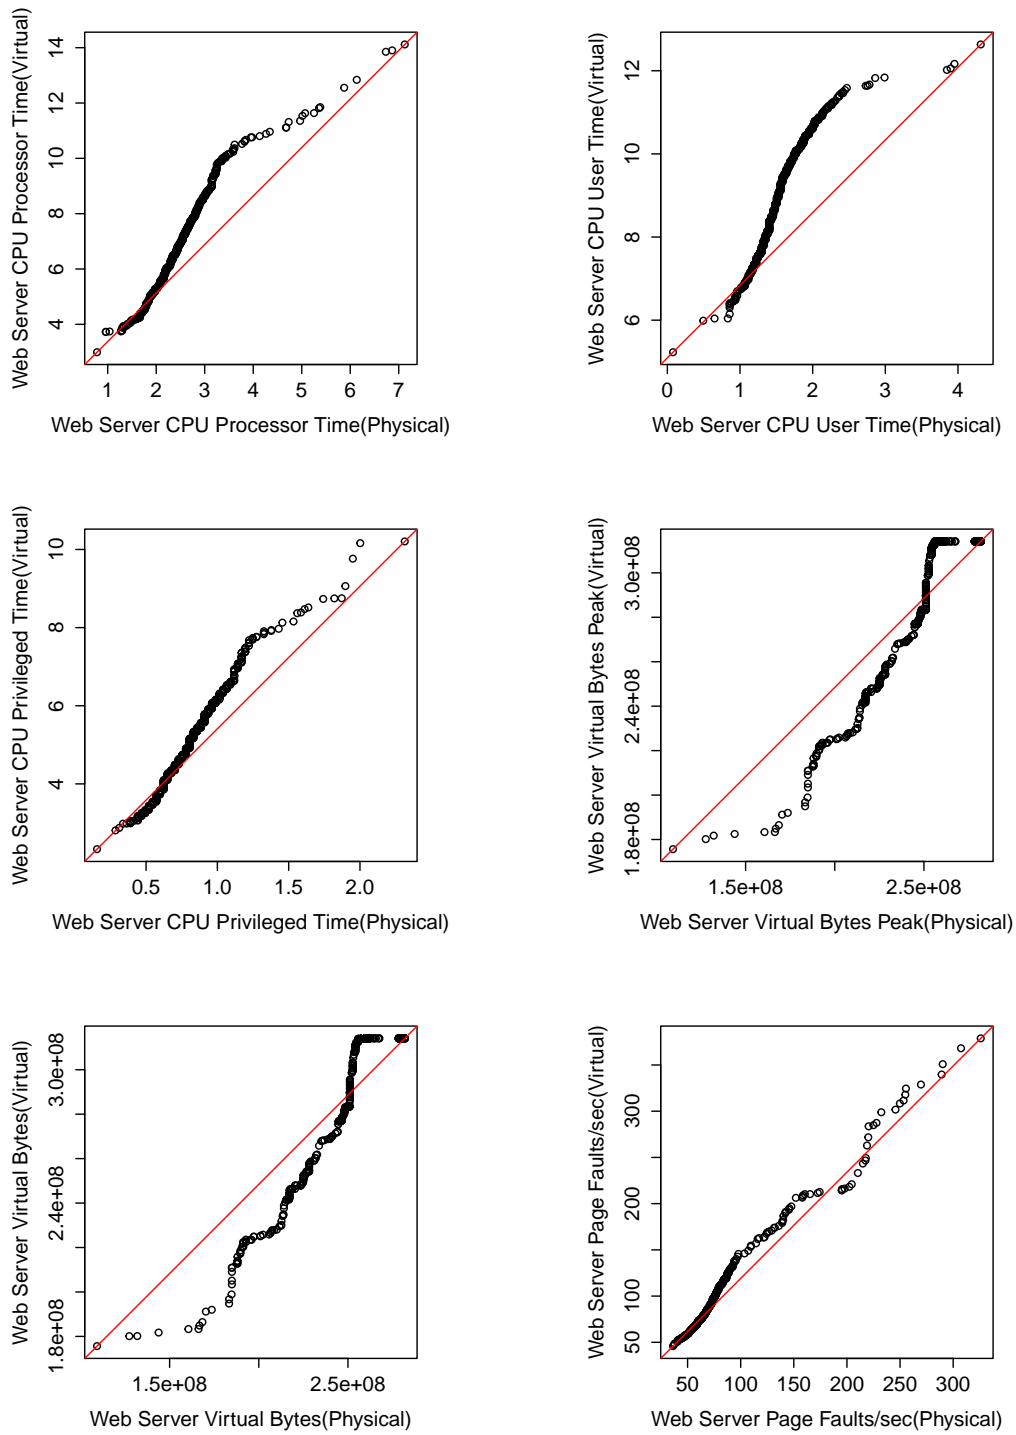 Web Server CPU Processor Time(Virtual)
4 6 8 10 12 14
1 2 3 4 5 6 7
Web Server CPU Processor Time(Physical)
Web Server CPU User Time(Virtual)
6 8 10 12
0 1 2 3 4
Web Server CPU User Time(Physical)
Web Server CPU Privileged Time(Virtual)
4 6 8 10
0.5 1.0 1.5 2.0
Web Server CPU Privileged Time(Physical)
Web Server Virtual Bytes Peak(Virtual)
1.8e+08 2.4e+08 3.0e+08
1.5e+08 2.5e+08
Web Server Virtual Bytes Peak(Physical)
Web Server Virtual Bytes(Virtual)
1.8e+08 2.4e+08 3.0e+08
1.5e+08 2.5e+08
Web Server Virtual Bytes(Physical)
Web Server Page Faults/sec(Virtual)
50 100 200 300
50 100 150 200 250 300
Web Server Page Faults/sec(Physical)